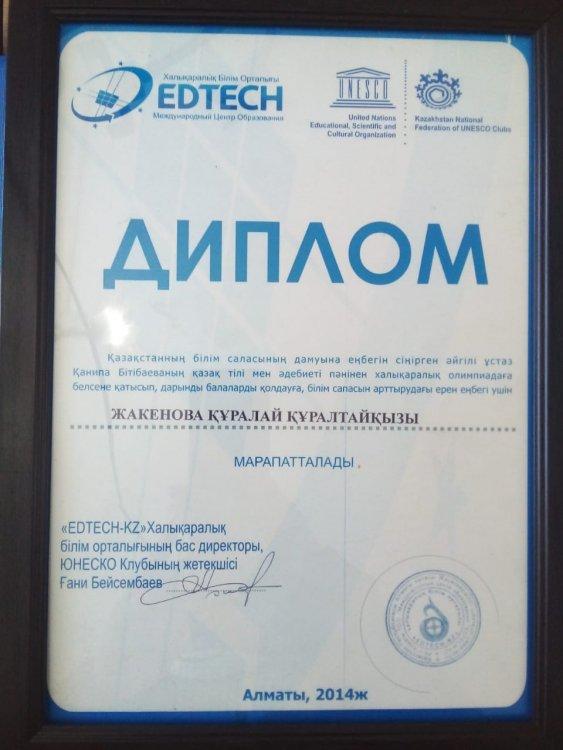 Халықаралық Білім Орталығы
EDTECH
Международный Центр Образования
UNESCO
United Nations
Educational, Scientific and
Cultural Organization
Kazakhstan National
Federation of UNESCO Clubs
ДИПЛОМ
Қазақстанның білім саласының дамуына еңбегін сіңірген әйгілі ұстаз
Қанипа Бітібаеваның қазақ тілі мен әдебиеті пәнінен халықаралық олимпиадаға
белсене қатысып, дарынды балаларды қолдауға, білім сапасын арттырудағы ерен еңбегі үшін
ЖАКЕНОВА ҚҰРАЛАЙ ҚҰРАЛТАЙҚЫЗЫ
МАРАПАТТАЛАДЫ.
«EDTECH-KZ»Халықаралық
білім орталығының бас директоры,
ЮНЕСКО Клубының жетекшісі
Ғани Бейсембаев
Алматы, 2014ж